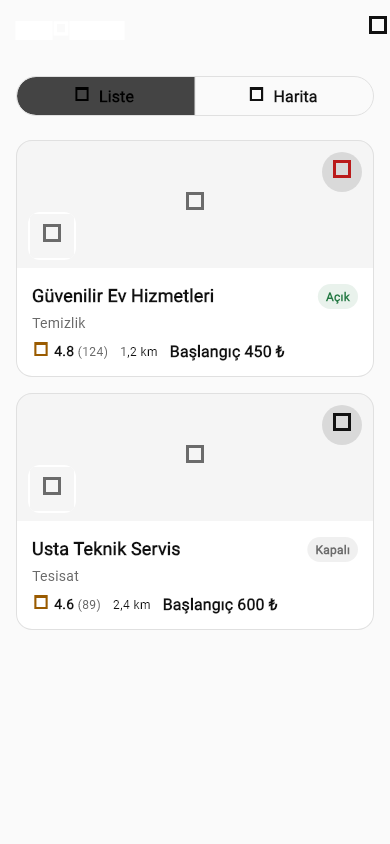 Liste
Harita
Güvenilir Ev Hizmetleri
Açık
Temizlik
4.8 (124) 1,2 km Başlangıç 450 ₺
Usta Teknik Servis
Kapalı
Tesisat
4.6 (89) 2,4 km Başlangıç 600 ₺